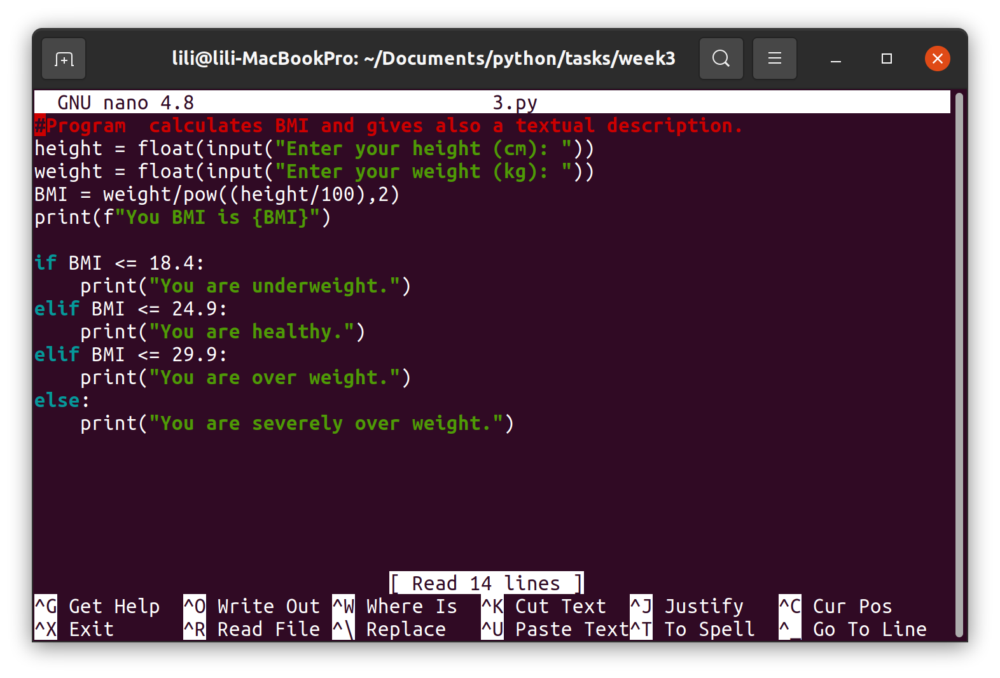 lili@lili-MacBookPro: ~/Documents/python/tasks/week3
GNU nano 4.8 3.py
#Program  calculates BMI and gives also a textual description.
height = float(input("Enter your height (cm): "))
weight = float(input("Enter your weight (kg): "))
BMI = weight/pow((height/100),2)
print(f"You BMI is {BMI}")

if BMI <= 18.4:
    print("You are underweight.")
elif BMI <= 24.9:
    print("You are healthy.")
elif BMI <= 29.9:
    print("You are over weight.")
else:
    print("You are severely over weight.")
[ Read 14 lines ]
^G Get Help ^O Write Out ^W Where Is ^K Cut Text ^J Justify ^C Cur Pos
^X Exit ^R Read File ^\ Replace ^U Paste Text ^T To Spell ^_ Go To Line